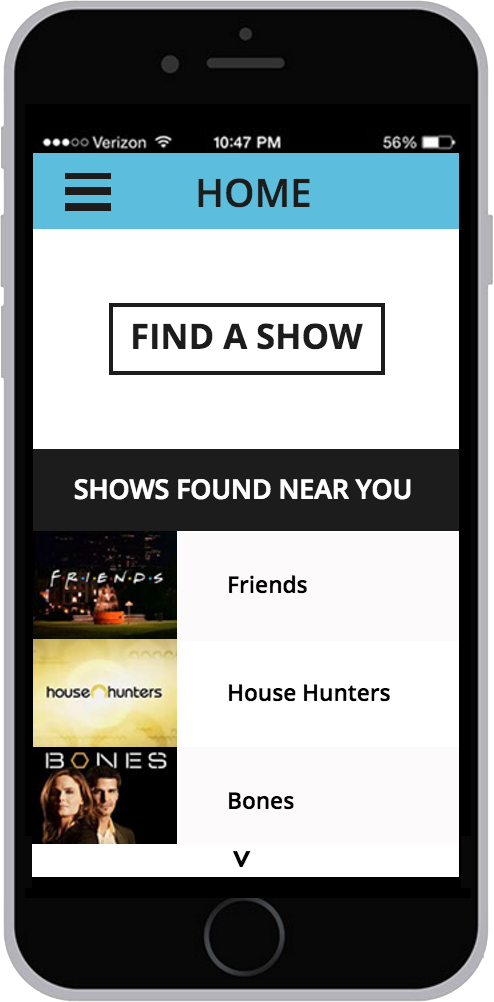 Verizon 10:47 PM 56%
HOME
FIND A SHOW
SHOWS FOUND NEAR YOU
F·R·I·E·N·D·S
Friends
house hunters
House Hunters
BONES
Bones